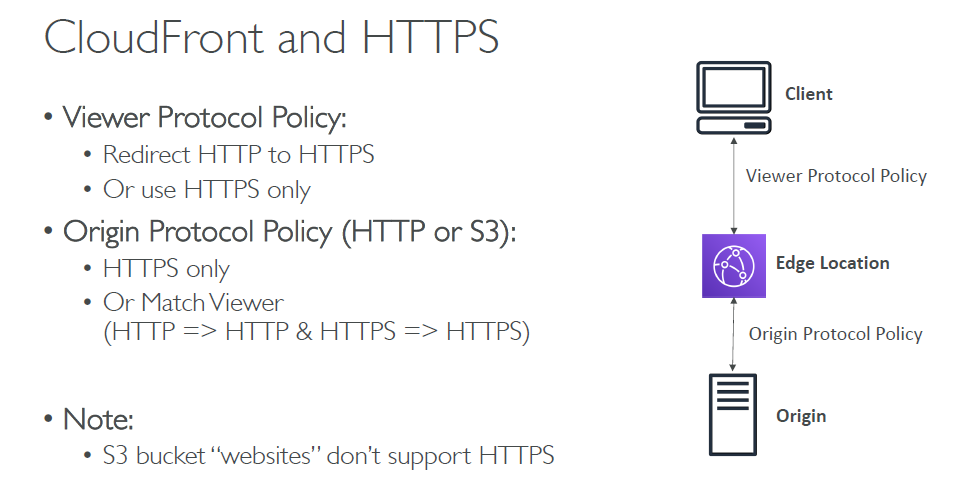 CloudFront and HTTPS
• Viewer Protocol Policy:
• Redirect HTTP to HTTPS
• Or use HTTPS only
• Origin Protocol Policy (HTTP or S3):
• HTTPS only
• Or Match Viewer
(HTTP => HTTP & HTTPS => HTTPS)
• Note:
• S3 bucket “websites” don’t support HTTPS
Client
Viewer Protocol Policy
Edge Location
Origin Protocol Policy
Origin